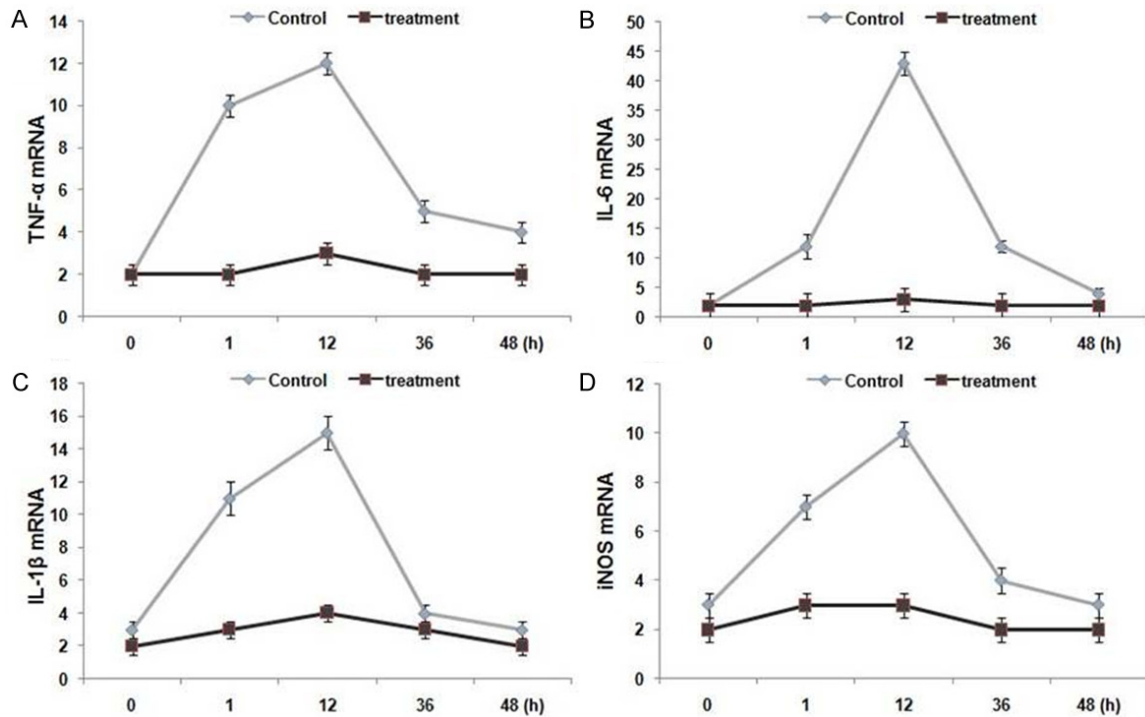 A
Control treatment
TNF-α mRNA
14
12
10
8
6
4
2
0
0 1 12 36 48 (h)
B
Control treatment
IL-6 mRNA
50
45
40
35
30
25
20
15
10
5
0
0 1 12 36 48 (h)
C
Control treatment
IL-1β mRNA
18
16
14
12
10
8
6
4
2
0
0 1 12 36 48 (h)
D
Control treatment
iNOS mRNA
12
10
8
6
4
2
0
0 1 12 36 48 (h)